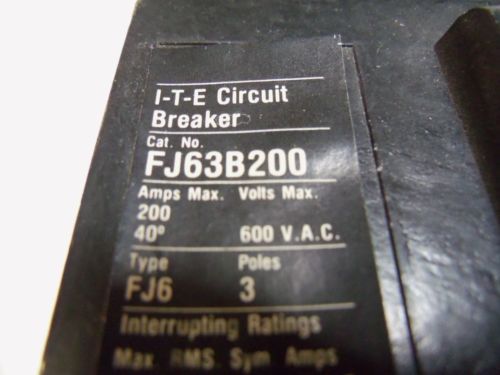 I-T-E Circuit
Breaker
Cat. No.
FJ63B200
Amps Max. Volts Max.
200
40° 600 V.A.C.
Type Poles
FJ6 3
Interrupting Ratings
Max. RMS. Sym. Amps